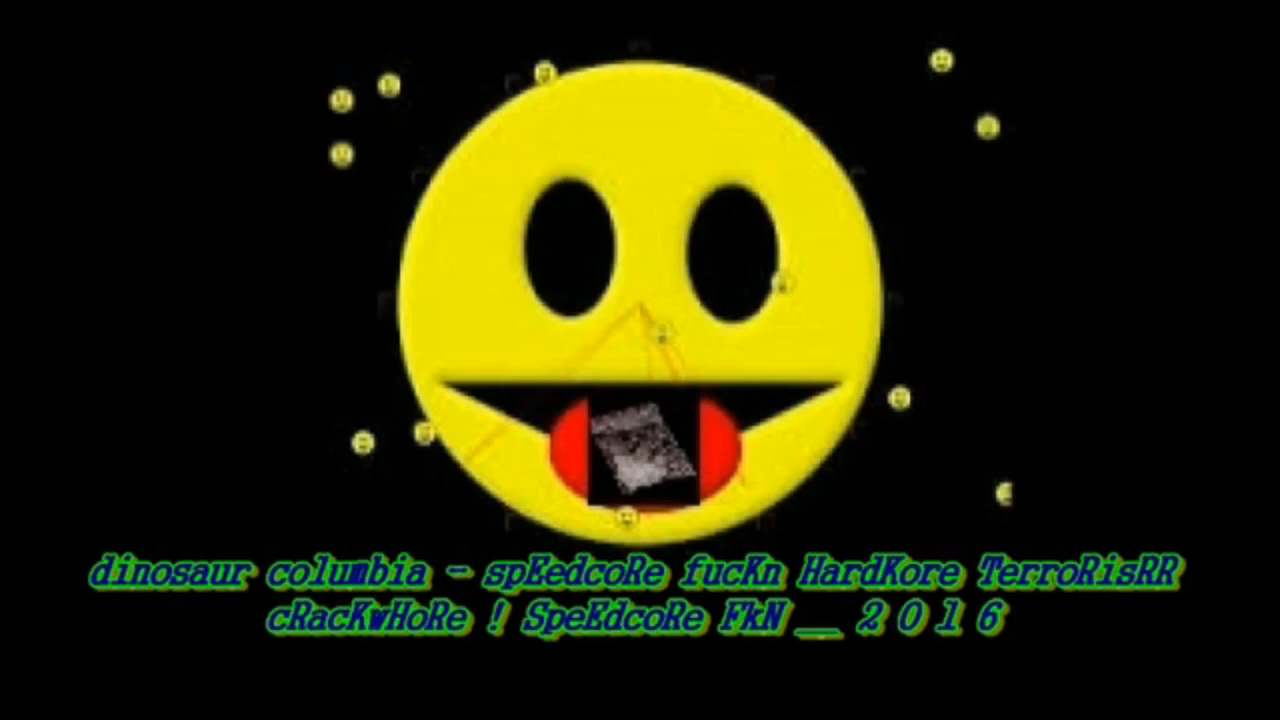 dinosaur columbia - spEedcoRe fucKn HardKore TerroRisRR
cRacKwHoRe ! SpeEdcoRe FkN __ 2 0 1 6